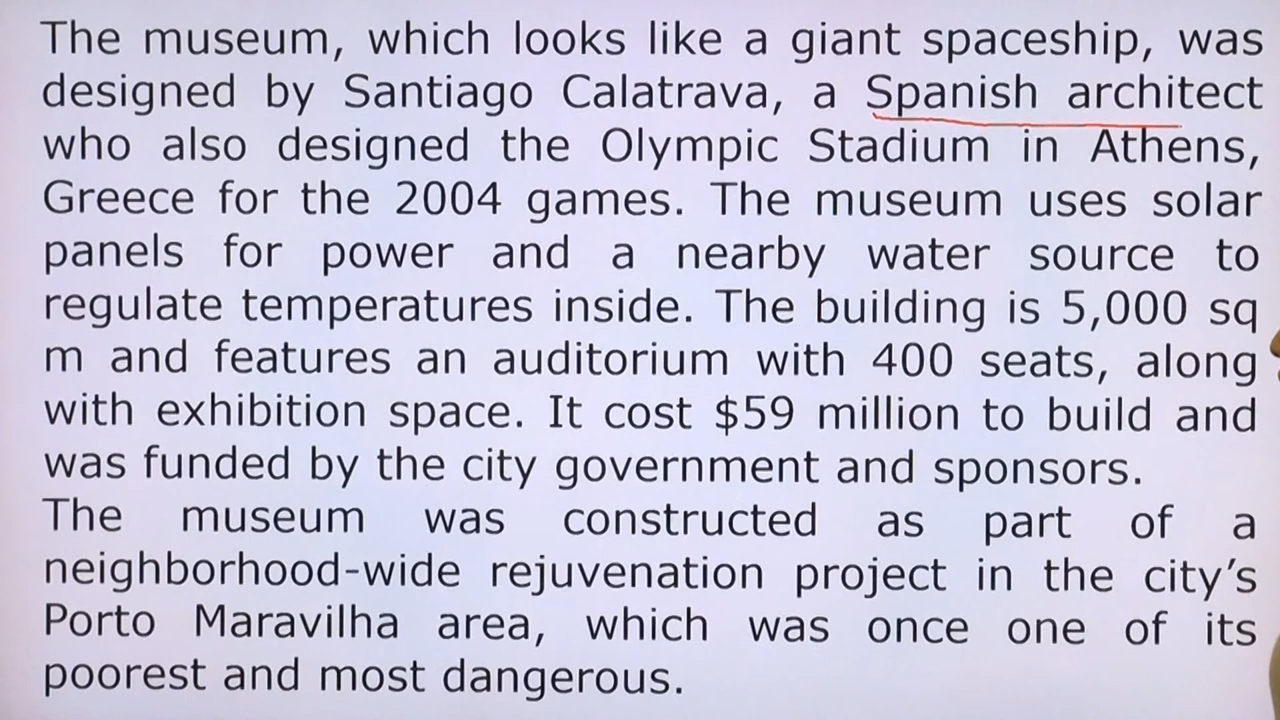 The museum, which looks like a giant spaceship, was
designed by Santiago Calatrava, a Spanish architect
who also designed the Olympic Stadium in Athens,
Greece for the 2004 games. The museum uses solar
panels for power and a nearby water source to
regulate temperatures inside. The building is 5,000 sq
m and features an auditorium with 400 seats, along
with exhibition space. It cost $59 million to build and
was funded by the city government and sponsors.
The museum was constructed as part of a
neighborhood-wide rejuvenation project in the city’s
Porto Maravilha area, which was once one of its
poorest and most dangerous.